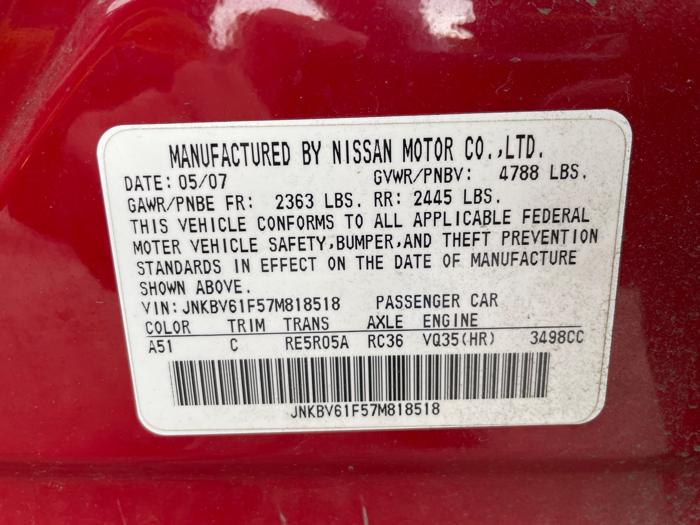 MANUFACTURED BY NISSAN MOTOR CO.,LTD.
DATE: 05/07 GVWR/PNBV: 4788 LBS.
GAWR/PNBE FR: 2363 LBS. RR: 2445 LBS.
THIS VEHICLE CONFORMS TO ALL APPLICABLE FEDERAL
MOTER VEHICLE SAFETY,BUMPER,AND THEFT PREVENTION
STANDARDS IN EFFECT ON THE DATE OF MANUFACTURE
SHOWN ABOVE.
VIN: JNKBV61F57M818518 PASSENGER CAR
COLOR TRIM TRANS AXLE ENGINE
A51 C RE5R05A RC36 VQ35(HR) 3498CC
JNKBV61F57M818518